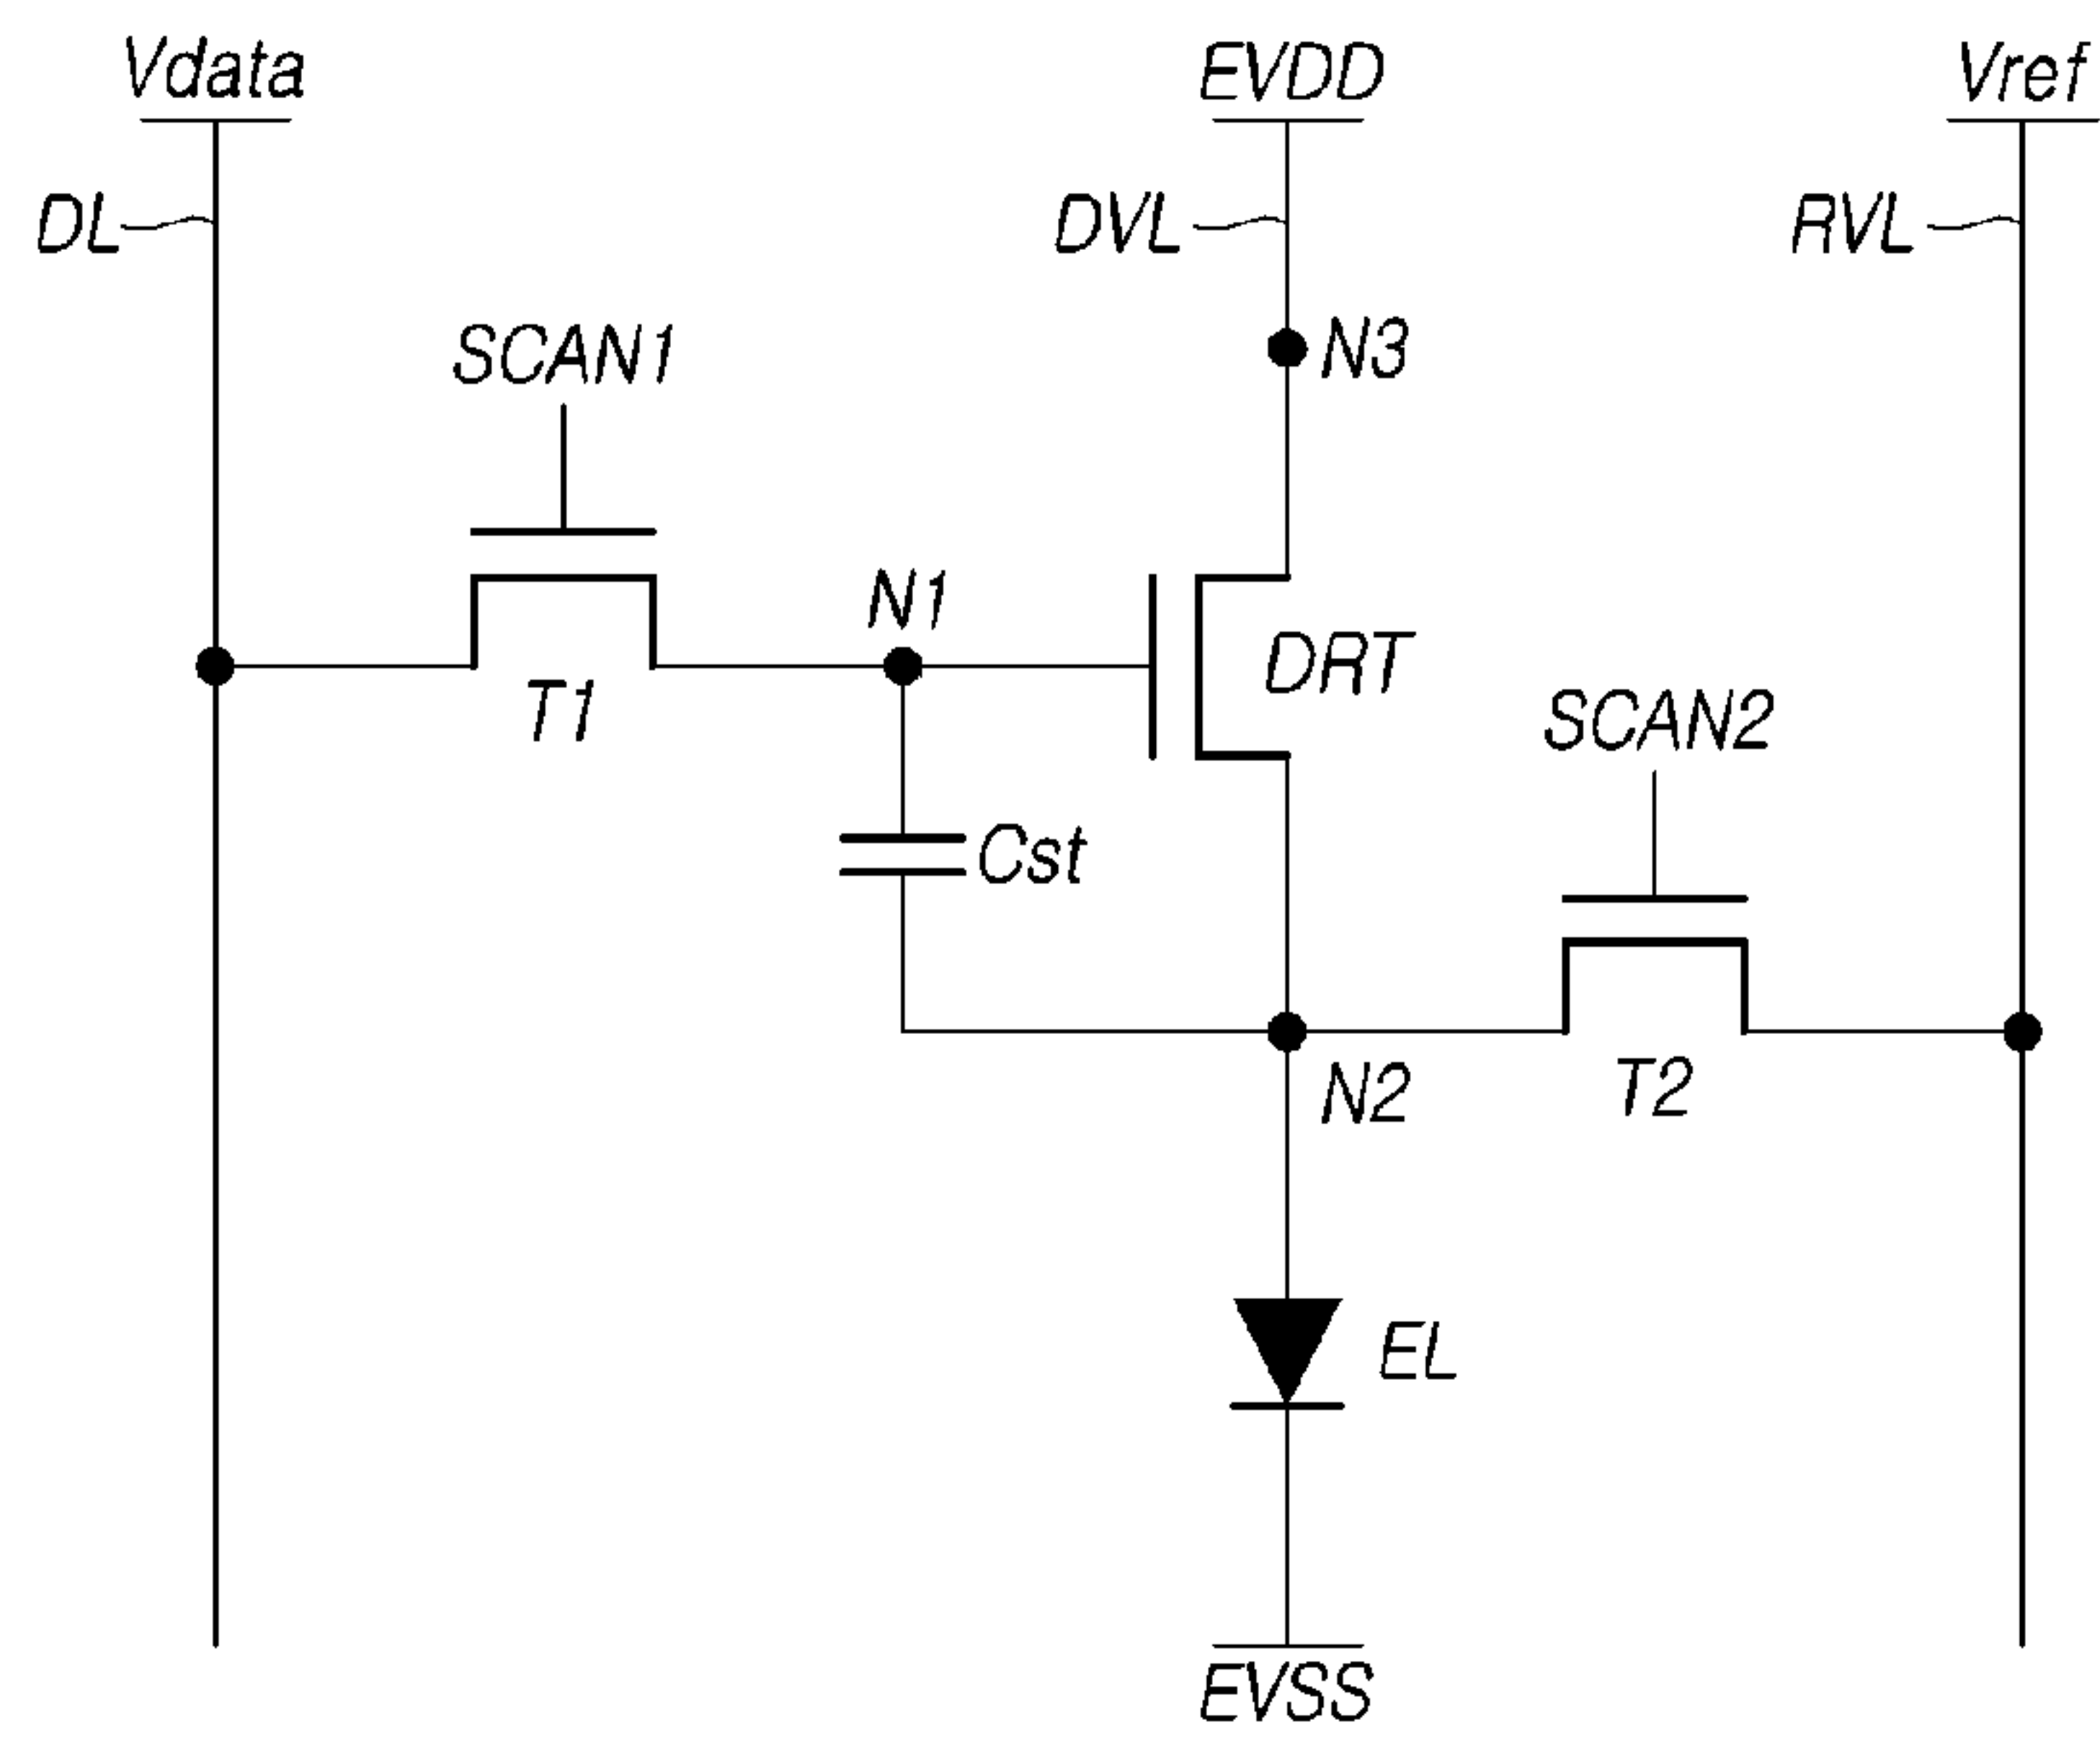 Vdata
EVDD
Vref
DL
DVL
RVL
SCAN1
N3
N1
T1
DRT
SCAN2
Cst
N2
T2
EL
EVSS